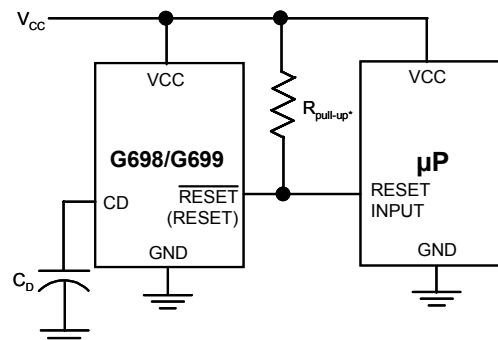 VCC
VCC
VCC
Rpull-up*
G698/G699
µP
CD
RESET
(RESET)
RESET
INPUT
GND
GND
CD